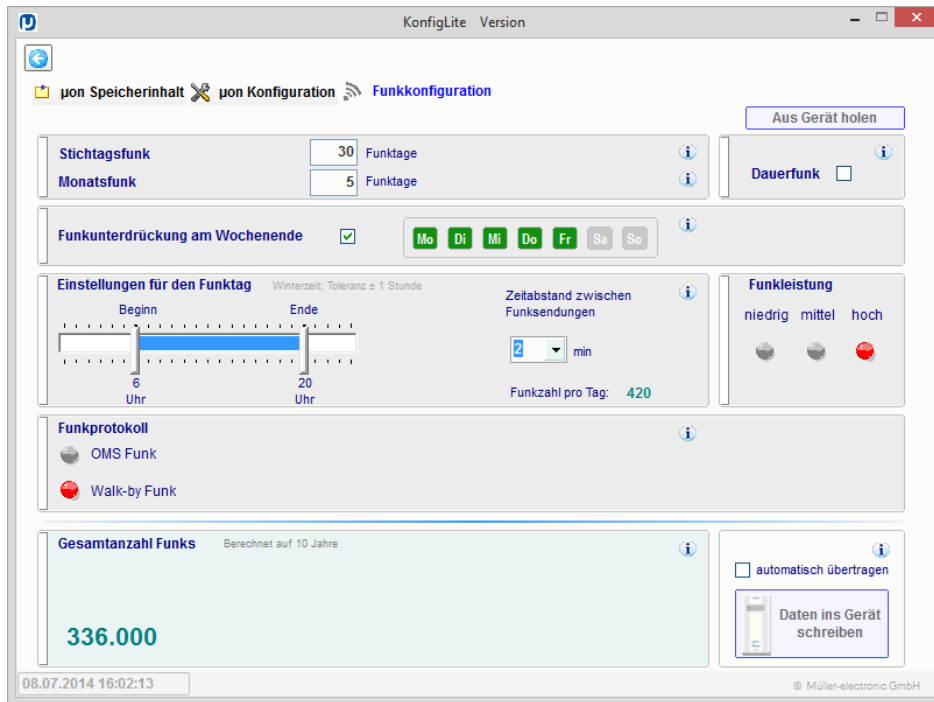 KonfigLite Version
µon Speicherinhalt µon Konfiguration Funkkonfiguration
Aus Gerät holen
Stichtagsfunk 30 Funktage
Monatsfunk 5 Funktage
Dauerfunk
Funkunterdrückung am Wochenende Mo Di Mi Do Fr Sa So
Einstellungen für den Funktag Winterzeit; Toleranz ± 1 Stunde
Beginn Ende
6 20
Uhr Uhr
Zeitabstand zwischen
Funksendungen
2 min
Funkzahl pro Tag: 420
Funkleistung
niedrig mittel hoch
Funkprotokoll
OMS Funk
Walk-by Funk
Gesamtanzahl Funks Berechnet auf 10 Jahre
336.000
automatisch übertragen
Daten ins Gerät
schreiben
08.07.2014 16:02:13
© Müller-electronic GmbH